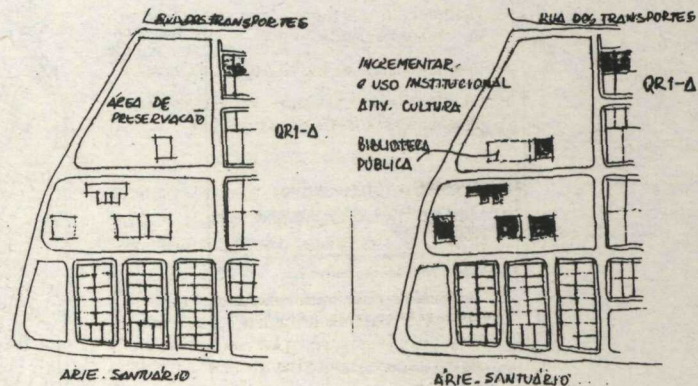 RUA DOS TRANSPORTES
ÁREA DE
PRESERVAÇÃO
QR1-A
ARIE. SANTUÁRIO
RUA DOS TRANSPORTES
INCREMENTAR
O USO INSTITUCIONAL
ATIV. CULTURA
QR1-A
BIBLIOTECA
PÚBLICA
ARIE. SANTUÁRIO